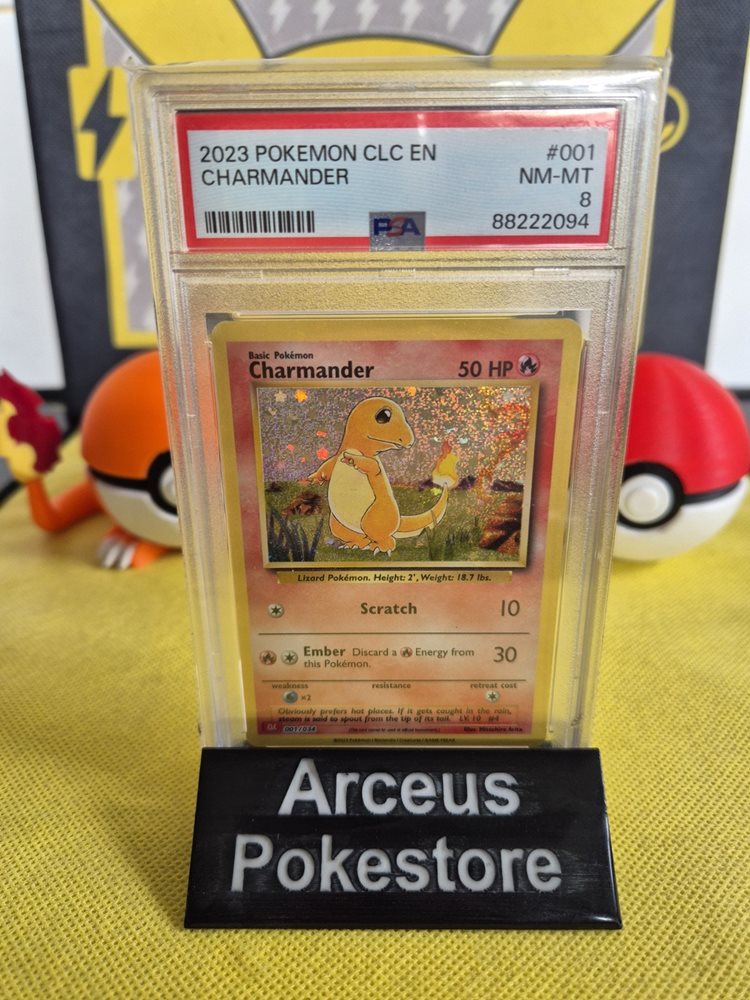 2023 POKEMON CLC EN #001
CHARMANDER NM-MT
8
PSA 88222094
Basic Pokémon
Charmander 50 HP
Lizard Pokémon. Height: 2', Weight: 18.7 lbs.
Scratch 10
Ember Discard a Energy from 30
this Pokémon.
weakness resistance retreat cost
×2
Obviously prefers hot places. If it gets caught in the rain,
steam is said to spout from the tip of its tail. LV. 10 #4
CLC 001/034
Arceus
Pokestore